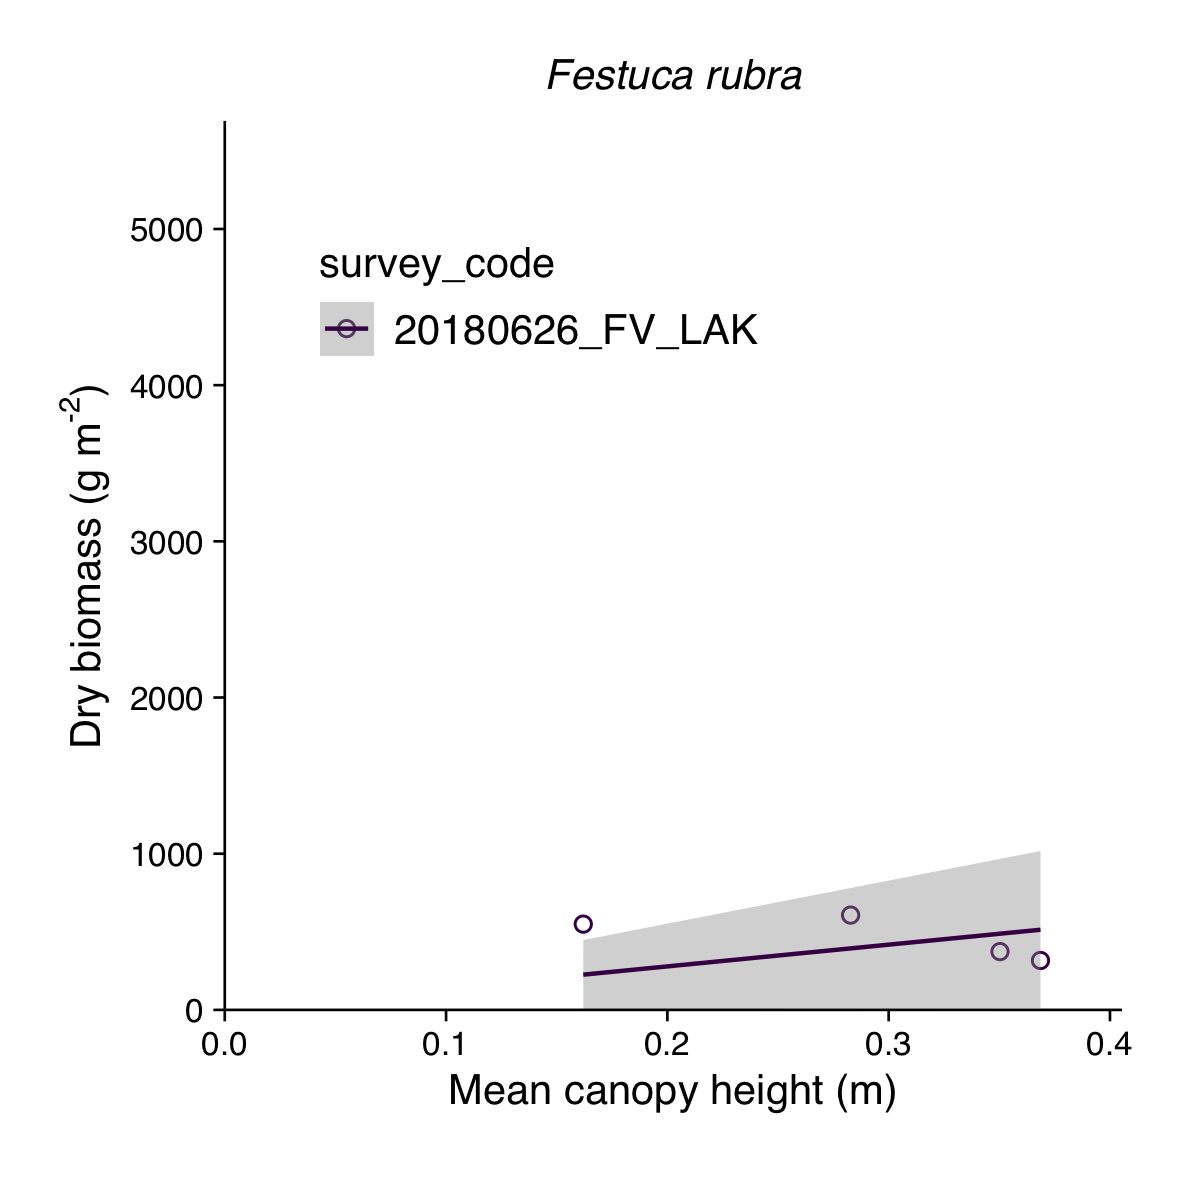 Festuca rubra
5000
4000
3000
2000
1000
0
Dry biomass (g m⁻²)
survey_code
20180626_FV_LAK
0.0 0.1 0.2 0.3 0.4
Mean canopy height (m)